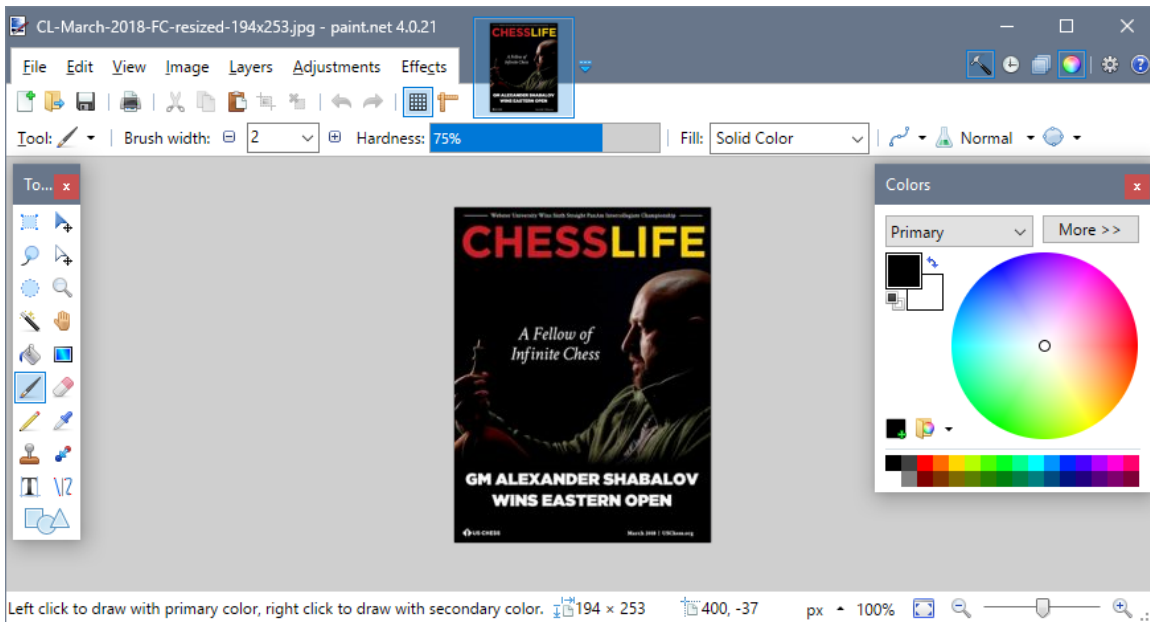 CL-March-2018-FC-resized-194x253.jpg - paint.net 4.0.21
File Edit View Image Layers Adjustments Effects
Tool: Brush width: 2 Hardness: 75% Fill: Solid Color Normal
To...
Colors
Primary More >>
Webster University Wins Sixth Straight PanAm Intercollegiate Championship
CHESSLIFE
A Fellow of
Infinite Chess
GM ALEXANDER SHABALOV
WINS EASTERN OPEN
US CHESS March 2018 | USChess.org
Left click to draw with primary color, right click to draw with secondary color. 194 × 253 400, -37 px 100%